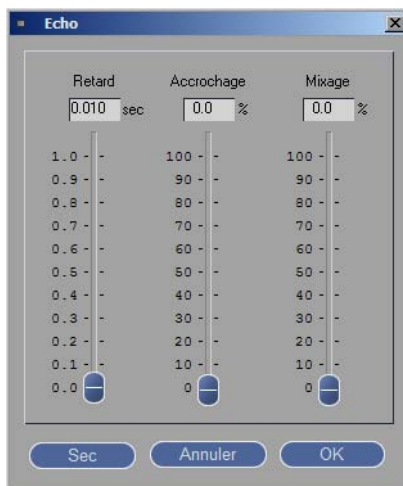 Echo
Retard Accrochage Mixage
0.010 sec 0.0 % 0.0 %
1.0 - - 100 - - 100 - -
0.9 - - 90 - - 90 - -
0.8 - - 80 - - 80 - -
0.7 - - 70 - - 70 - -
0.6 - - 60 - - 60 - -
0.5 - - 50 - - 50 - -
0.4 - - 40 - - 40 - -
0.3 - - 30 - - 30 - -
0.2 - - 20 - - 20 - -
0.1 - - 10 - - 10 - -
0.0 0 0
Sec Annuler OK